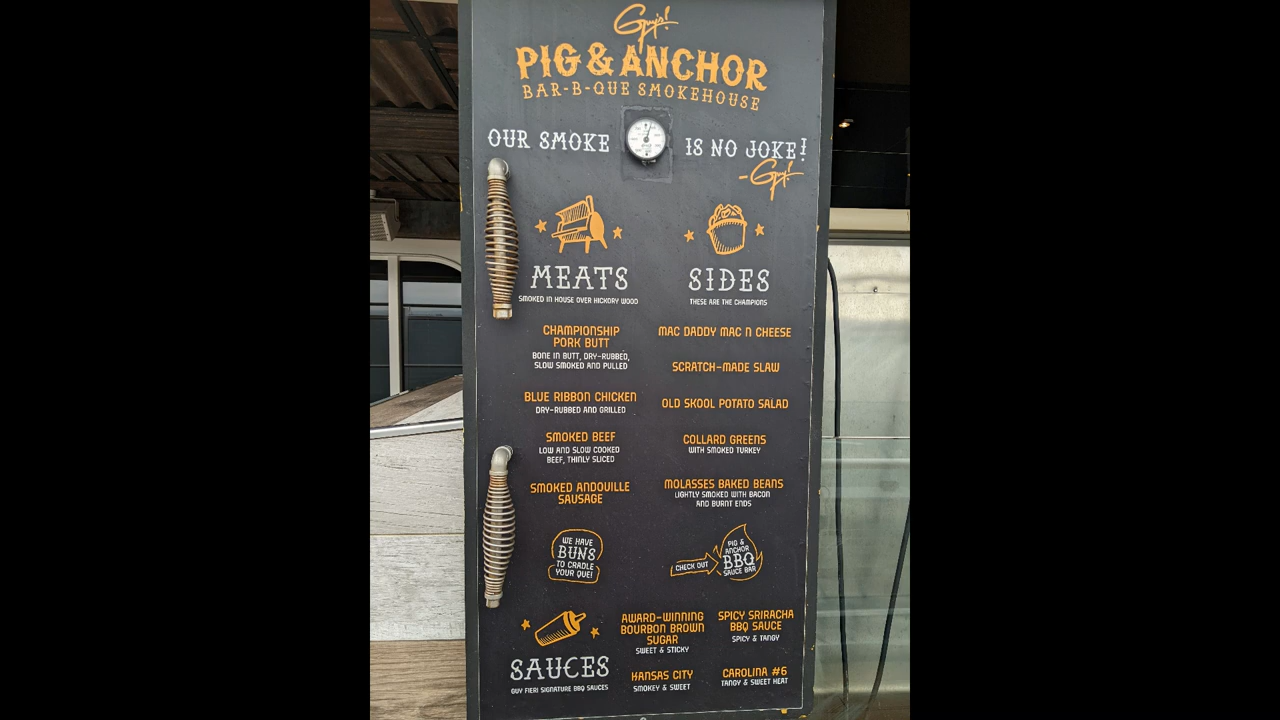 Guy's!
PIG & ANCHOR
BAR-B-QUE SMOKEHOUSE
OUR SMOKE IS NO JOKE!
-Guy!
MEATS
SMOKED IN HOUSE OVER HICKORY WOOD
CHAMPIONSHIP
PORK BUTT
BONE IN BUTT, DRY-RUBBED,
SLOW SMOKED AND PULLED
BLUE RIBBON CHICKEN
DRY-RUBBED AND GRILLED
SMOKED BEEF
LOW AND SLOW COOKED
BEEF, THINLY SLICED
SMOKED ANDOUILLE
SAUSAGE
WE HAVE
BUNS
TO CRADLE
YOUR QUE!
SIDES
THESE ARE THE CHAMPIONS
MAC DADDY MAC N CHEESE
SCRATCH-MADE SLAW
OLD SKOOL POTATO SALAD
COLLARD GREENS
WITH SMOKED TURKEY
MOLASSES BAKED BEANS
LIGHTLY SMOKED WITH BACON
AND BURNT ENDS
CHECK OUT
PIG &
ANCHOR
BBQ
SAUCE BAR
SAUCES
GUY FIERI SIGNATURE BBQ SAUCES
AWARD-WINNING
BOURBON BROWN
SUGAR
SWEET & STICKY
KANSAS CITY
SMOKEY & SWEET
SPICY SRIRACHA
BBQ SAUCE
SPICY & TANGY
CAROLINA #6
TANGY & SWEET HEAT